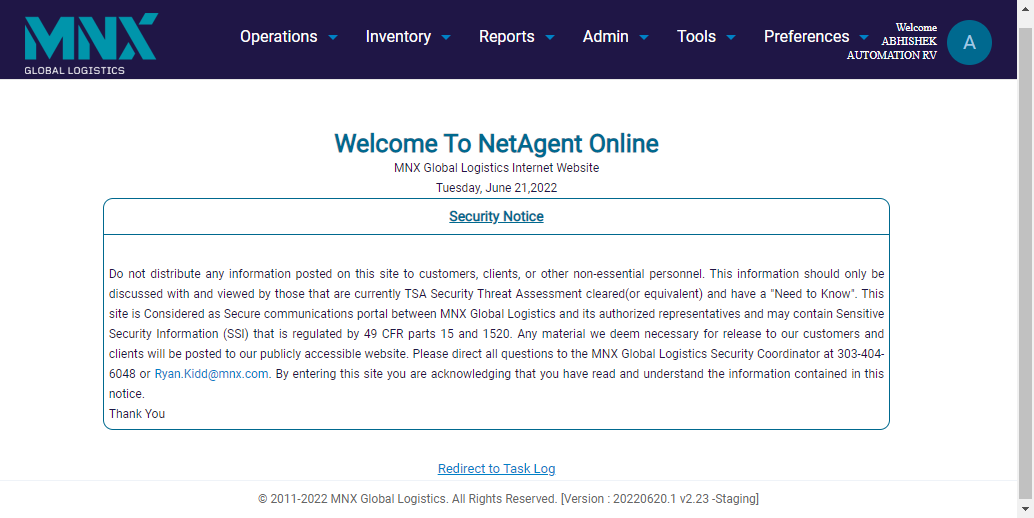 MNX
GLOBAL LOGISTICS
Operations Inventory Reports Admin Tools Preferences
Welcome
ABHISHEK
AUTOMATION RV
A
Welcome To NetAgent Online
MNX Global Logistics Internet Website
Tuesday, June 21,2022
Security Notice
Do not distribute any information posted on this site to customers, clients, or other non-essential personnel. This information should only be
discussed with and viewed by those that are currently TSA Security Threat Assessment cleared(or equivalent) and have a "Need to Know". This
site is Considered as Secure communications portal between MNX Global Logistics and its authorized representatives and may contain Sensitive
Security Information (SSI) that is regulated by 49 CFR parts 15 and 1520. Any material we deem necessary for release to our customers and
clients will be posted to our publicly accessible website. Please direct all questions to the MNX Global Logistics Security Coordinator at 303-404-
6048 or Ryan.Kidd@mnx.com. By entering this site you are acknowledging that you have read and understand the information contained in this
notice.
Thank You
Redirect to Task Log
© 2011-2022 MNX Global Logistics. All Rights Reserved. [Version : 20220620.1 v2.23 -Staging]